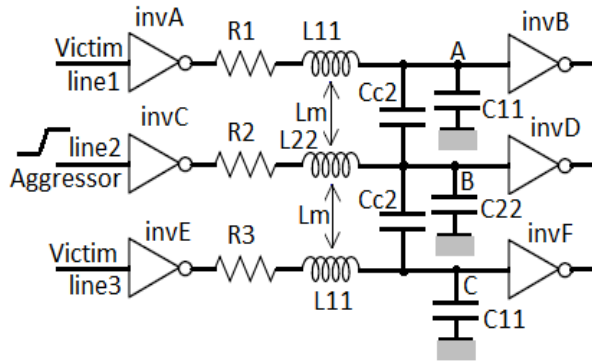 invA R1 L11 invB
Victim
line1
A
Cc2 C11
Lm
invC R2 L22 invD
line2
Aggressor
B
Cc2 C22
Lm
Victim
line3
invE R3 L11 invF
C
C11